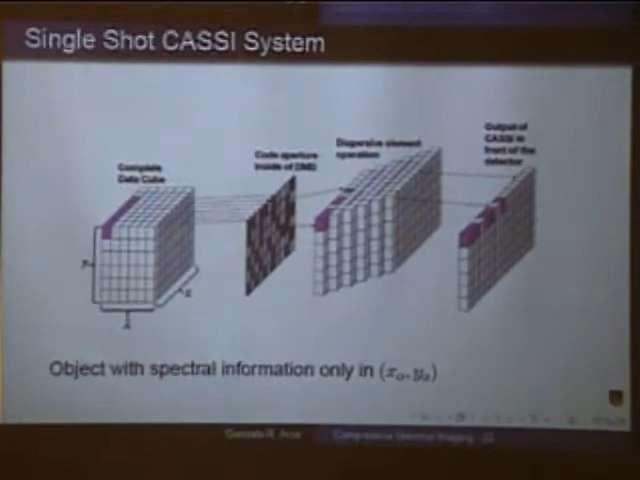 Single Shot CASSI System
Complete
Data Cube
Code aperture
inside of DMD
Dispersive element
operation
Output of
CASSI in
front of the
detector
Object with spectral information only in (x₀, y₀)
Gonzalo R. Arce
Compressive Spectral Imaging